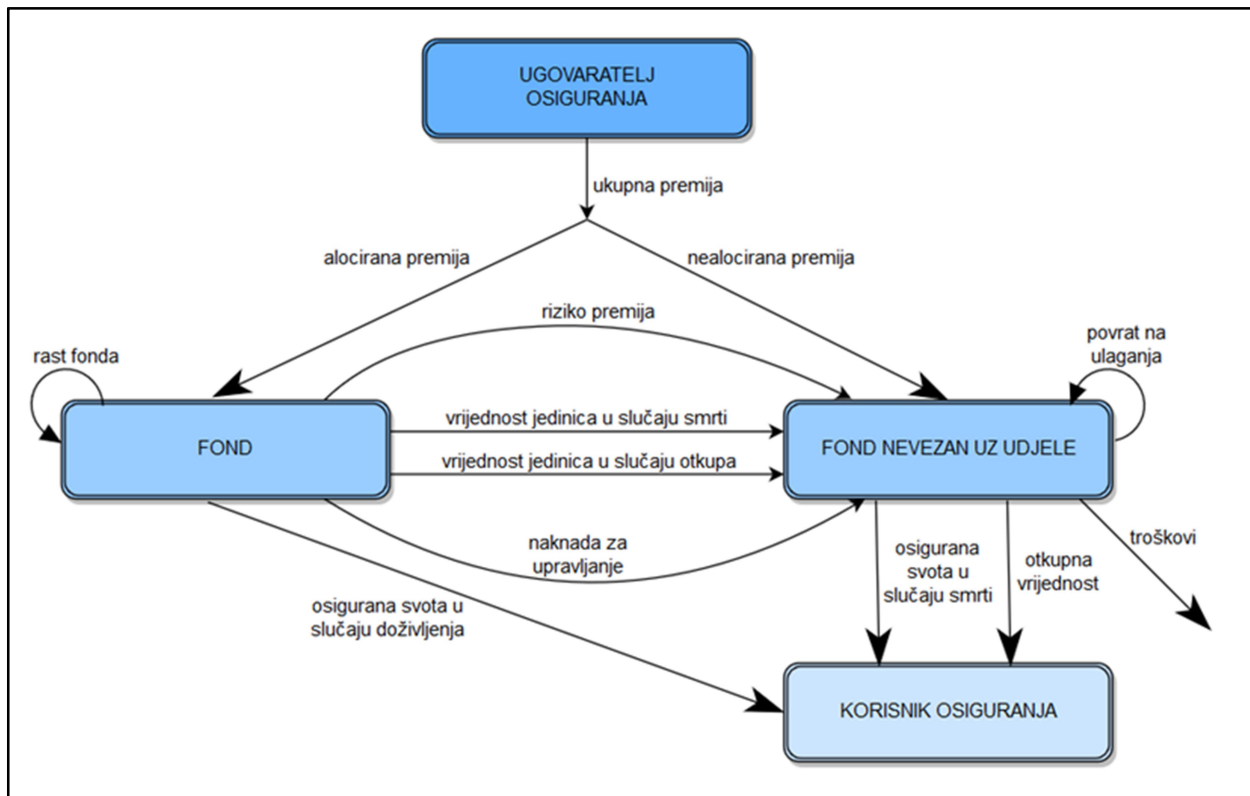 UGOVARATELJ
OSIGURANJA
ukupna premija
alocirana premija
nealocirana premija
riziko premija
rast fonda
povrat na
ulaganja
FOND
vrijednost jedinica u slučaju smrti
vrijednost jedinica u slučaju otkupa
FOND NEVEZAN UZ UDJELE
naknada za
upravljanje
osigurana svota u
slučaju doživljenja
osigurana
svota u
slučaju smrti
otkupna
vrijednost
troškovi
KORISNIK OSIGURANJA